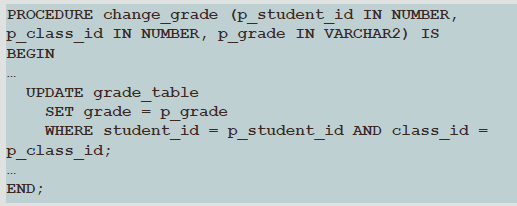 PROCEDURE change_grade (p_student_id IN NUMBER,
p_class_id IN NUMBER, p_grade IN VARCHAR2) IS
BEGIN
…
UPDATE grade_table
SET grade = p_grade
WHERE student_id = p_student_id AND class_id =
p_class_id;
…
END;